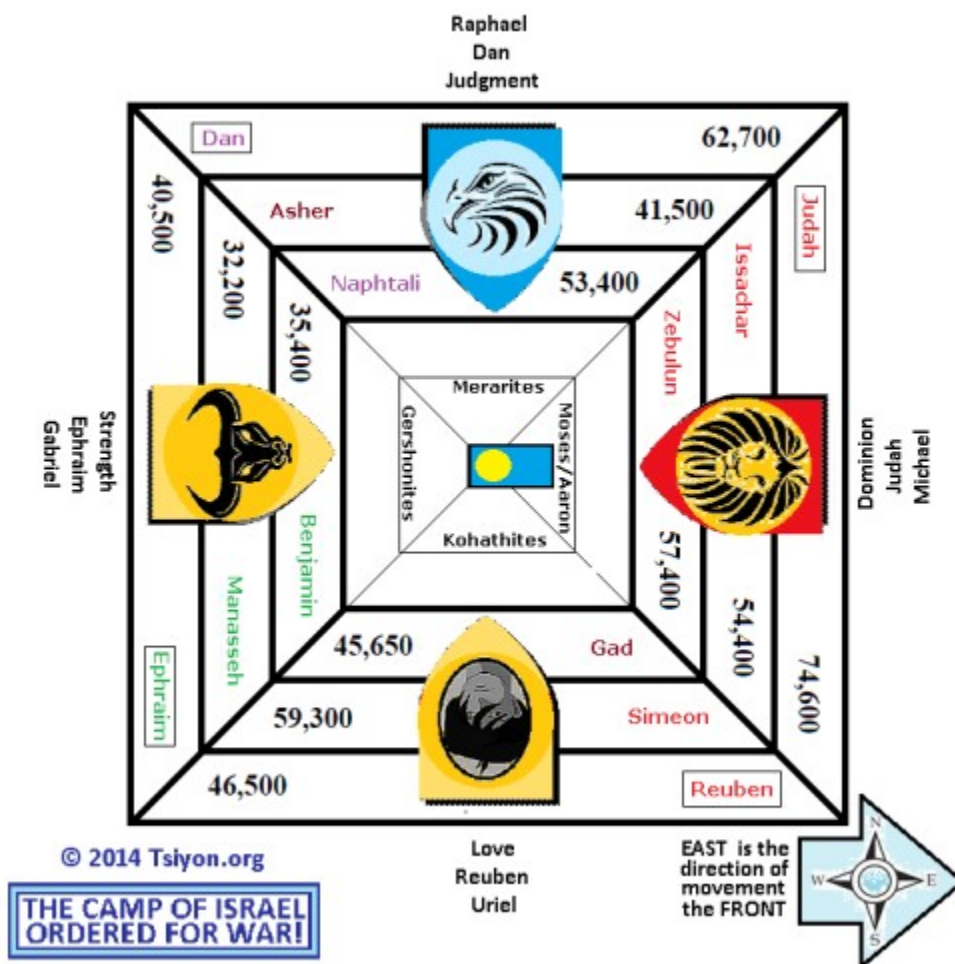 Raphael
Dan
Judgment
Dan
62,700
Asher
41,500
Naphtali
53,400
40,500
32,200
35,400
Judah
Issachar
Zebulun
Merarites
Gershonites
Moses/Aaron
Kohathites
Strength
Ephraim
Gabriel
Dominion
Judah
Michael
Benjamin
Manasseh
Ephraim
57,400
54,400
74,600
45,650
Gad
59,300
Simeon
46,500
Reuben
Love
Reuben
Uriel
© 2014 Tsiyon.org
THE CAMP OF ISRAEL
ORDERED FOR WAR!
EAST is the
direction of
movement
the FRONT
N
W
E
S